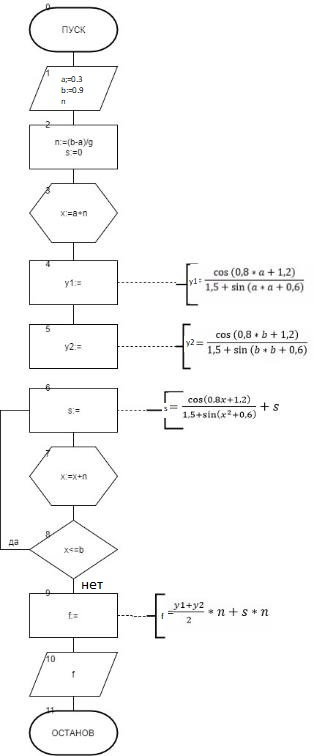 0
ПУСК
1
a;=0.3
b:=0.9
n
2
n:=(b-a)/g
s:=0
3
x:=a+n
4
y1:=
y1= cos (0,8 * a + 1,2) / 1,5 + sin (a * a + 0,6)
5
y2:=
y2 = cos (0,8 * b + 1,2) / 1,5 + sin (b * b + 0,6)
6
s:=
s = cos(0,8x+1,2) / 1,5+sin(x²+0,6) + s
7
x:=x+n
8
x<=b
да
нет
9
f:=
f = y1+y2 / 2 * n + s * n
10
f
11
ОСТАНОВ